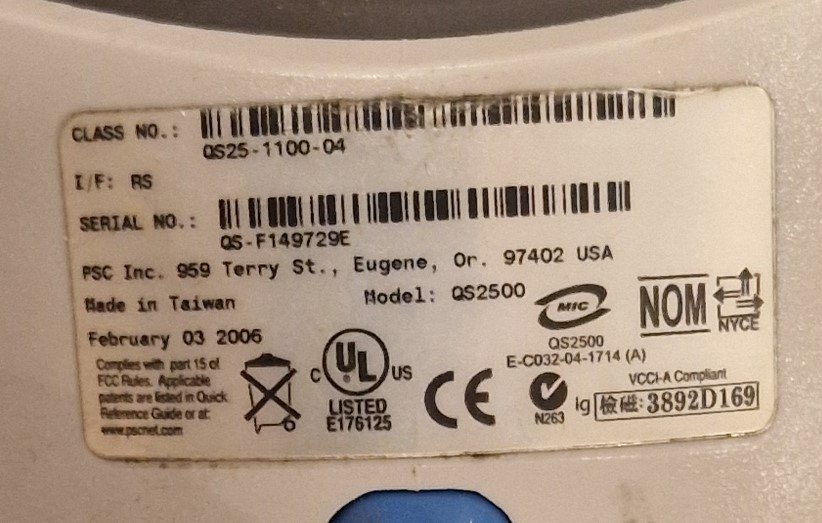 CLASS NO.:
QS25-1100-04
I/F: RS
SERIAL NO.:
QS-F149729E
PSC Inc. 959 Terry St., Eugene, Or. 97402 USA
Made in Taiwan Model: QS2500
February 03 2006
Complies with part 15 of
FCC Rules. Applicable
patents are listed in Quick
Reference Guide or at:
www.pscnet.com
C UL US
LISTED
E176125
MIC
QS2500
E-C032-04-1714 (A)
NOM
NYCE
CE
N263
VCCI-A Compliant
lg 檢磁: 3892D169